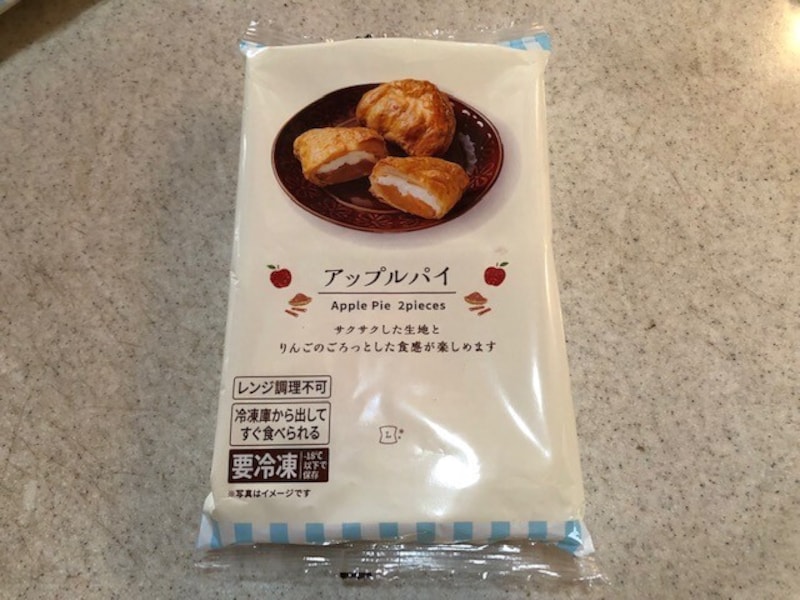 アップルパイ
Apple Pie 2pieces
サクサクした生地と
りんごのごろっとした食感が楽しめます
レンジ調理不可
冷凍庫から出して
すぐ食べられる
要冷凍
-18℃
以下で
保存
※写真はイメージです